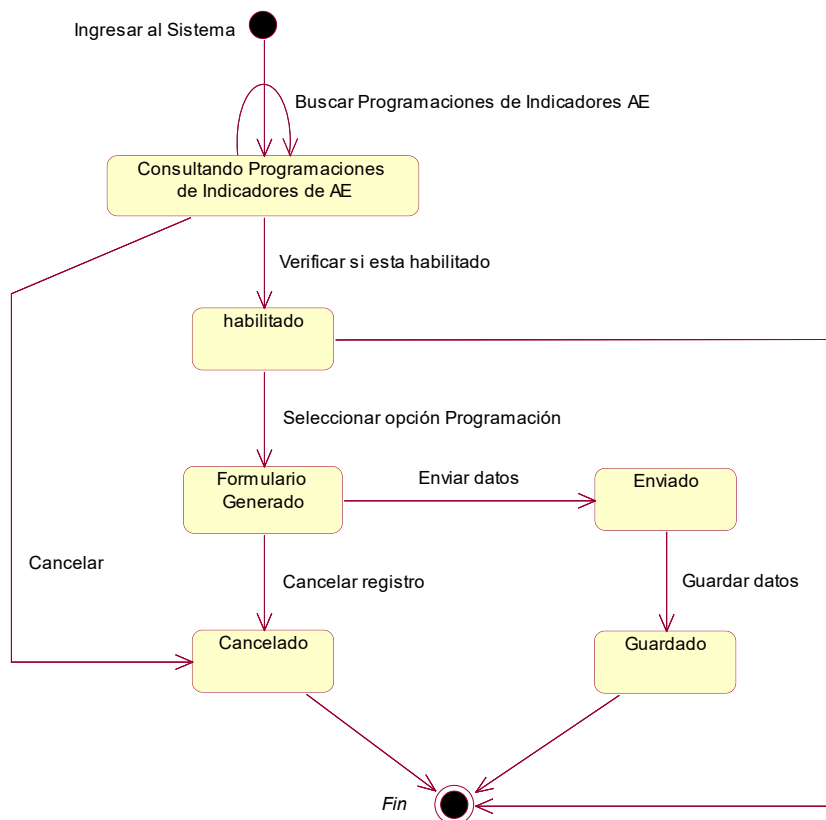 Ingresar al Sistema
Buscar Programaciones de Indicadores AE
Consultando Programaciones
de Indicadores de AE
Verificar si esta habilitado
habilitado
Seleccionar opción Programación
Formulario
Generado
Enviar datos
Enviado
Cancelar
Cancelar registro
Guardar datos
Cancelado
Guardado
Fin